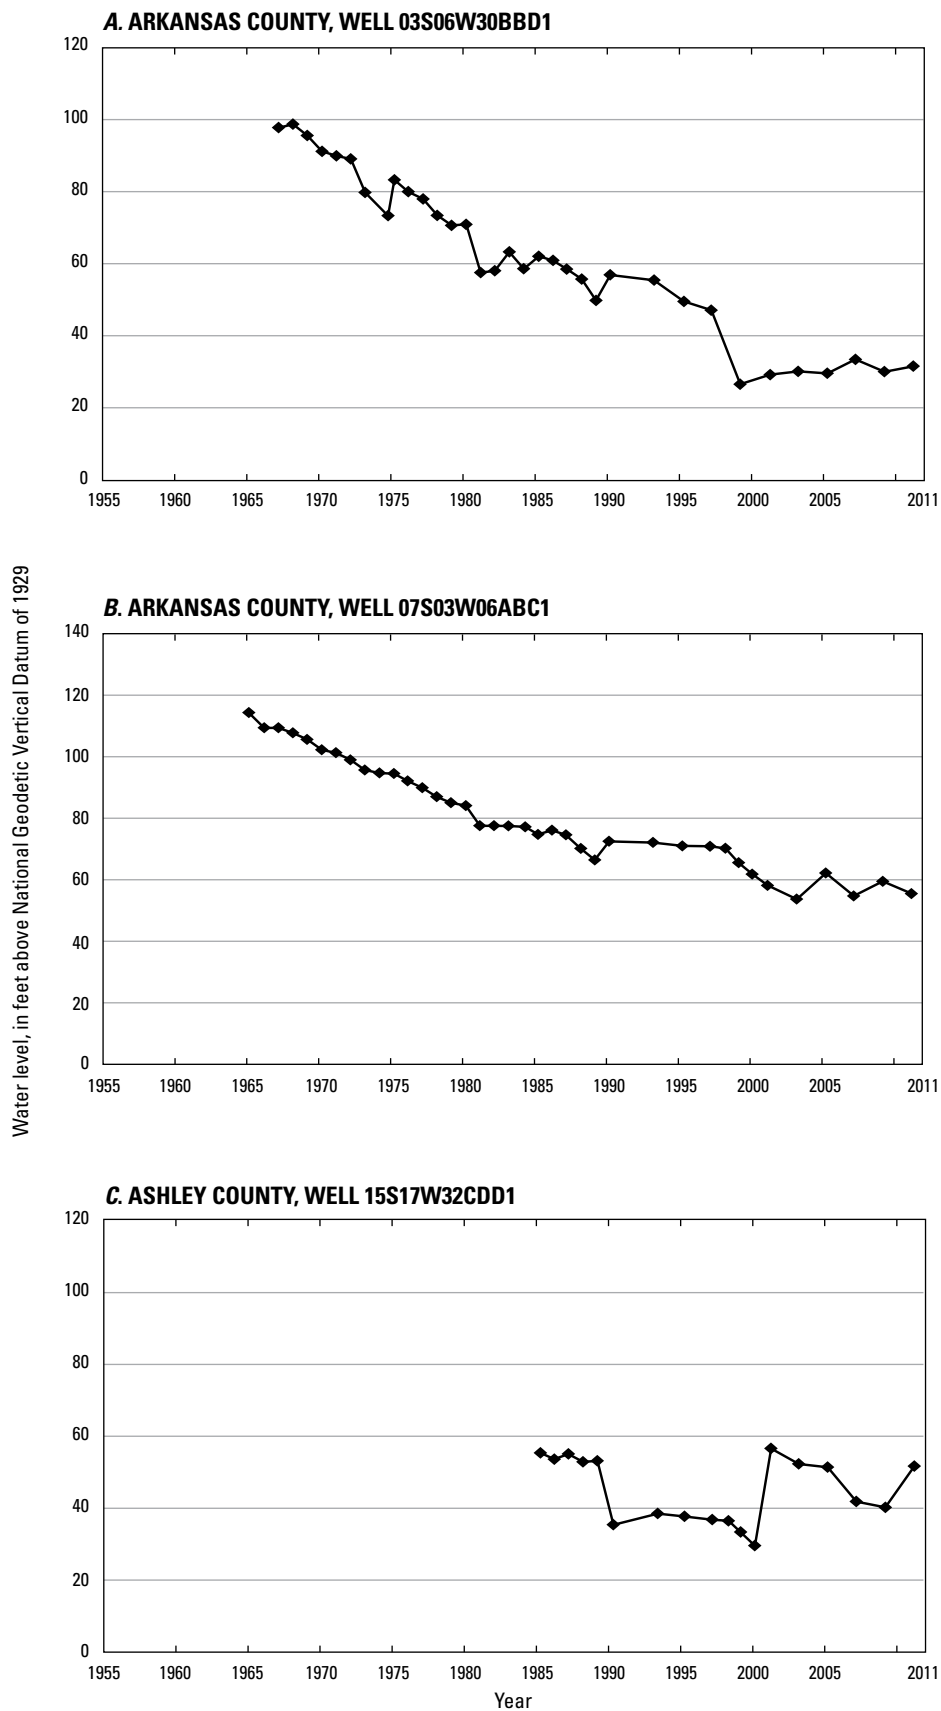 A. ARKANSAS COUNTY, WELL 03S06W30BBD1
120
100
80
60
40
20
0
1955 1960 1965 1970 1975 1980 1985 1990 1995 2000 2005 2011
Water level, in feet above National Geodetic Vertical Datum of 1929
B. ARKANSAS COUNTY, WELL 07S03W06ABC1
140
120
100
80
60
40
20
0
1955 1960 1965 1970 1975 1980 1985 1990 1995 2000 2005 2011
C. ASHLEY COUNTY, WELL 15S17W32CDD1
120
100
80
60
40
20
0
1955 1960 1965 1970 1975 1980 1985 1990 1995 2000 2005 2011
Year